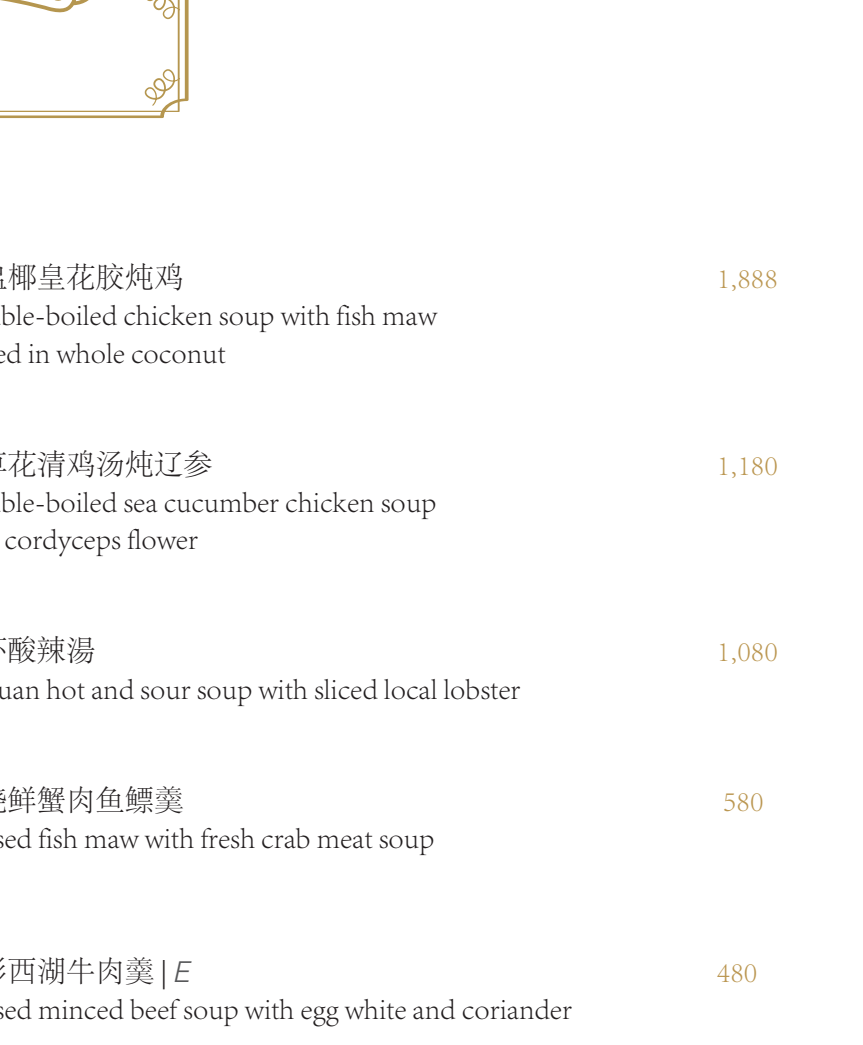 椰皇花胶炖鸡
1,888
ble-boiled chicken soup with fish maw
ed in whole coconut
花清鸡汤炖辽参
1,180
ble-boiled sea cucumber chicken soup
cordyceps flower
酸辣湯
1,080
uan hot and sour soup with sliced local lobster
鲜蟹肉鱼鳔羹
580
sed fish maw with fresh crab meat soup
西湖牛肉羹 | E
480
sed minced beef soup with egg white and coriander